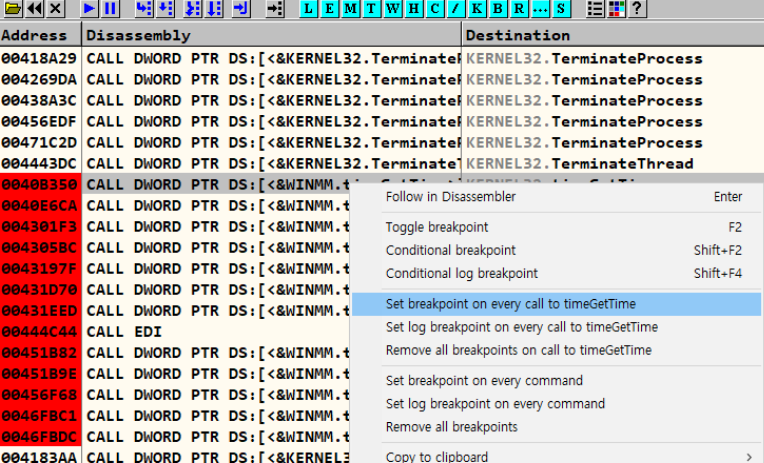 L E M T W H C / K B R ... S ?
Address Disassembly Destination
00418A29 CALL DWORD PTR DS:[<&KERNEL32.Terminate KERNEL32.TerminateProcess
004269DA CALL DWORD PTR DS:[<&KERNEL32.Terminate KERNEL32.TerminateProcess
00438A3C CALL DWORD PTR DS:[<&KERNEL32.Terminate KERNEL32.TerminateProcess
00456EDF CALL DWORD PTR DS:[<&KERNEL32.Terminate KERNEL32.TerminateProcess
00471C2D CALL DWORD PTR DS:[<&KERNEL32.Terminate KERNEL32.TerminateProcess
004443DC CALL DWORD PTR DS:[<&KERNEL32.Terminate KERNEL32.TerminateThread
0040B350 CALL DWORD PTR DS:[<&WINMM.
0040E6CA CALL DWORD PTR DS:[<&WINMM.t
004301F3 CALL DWORD PTR DS:[<&WINMM.t
004305BC CALL DWORD PTR DS:[<&WINMM.t
0043197F CALL DWORD PTR DS:[<&WINMM.t
00431D70 CALL DWORD PTR DS:[<&WINMM.t
00431EED CALL DWORD PTR DS:[<&WINMM.t
00444C44 CALL EDI
00451B82 CALL DWORD PTR DS:[<&WINMM.t
00451B9E CALL DWORD PTR DS:[<&WINMM.t
00456F68 CALL DWORD PTR DS:[<&WINMM.t
0046FBC1 CALL DWORD PTR DS:[<&WINMM.t
0046FBDC CALL DWORD PTR DS:[<&WINMM.t
004183AA CALL DWORD PTR DS:[<&KERNEL3
Follow in Disassembler Enter
Toggle breakpoint F2
Conditional breakpoint Shift+F2
Conditional log breakpoint Shift+F4
Set breakpoint on every call to timeGetTime
Set log breakpoint on every call to timeGetTime
Remove all breakpoints on call to timeGetTime
Set breakpoint on every command
Set log breakpoint on every command
Remove all breakpoints
Copy to clipboard